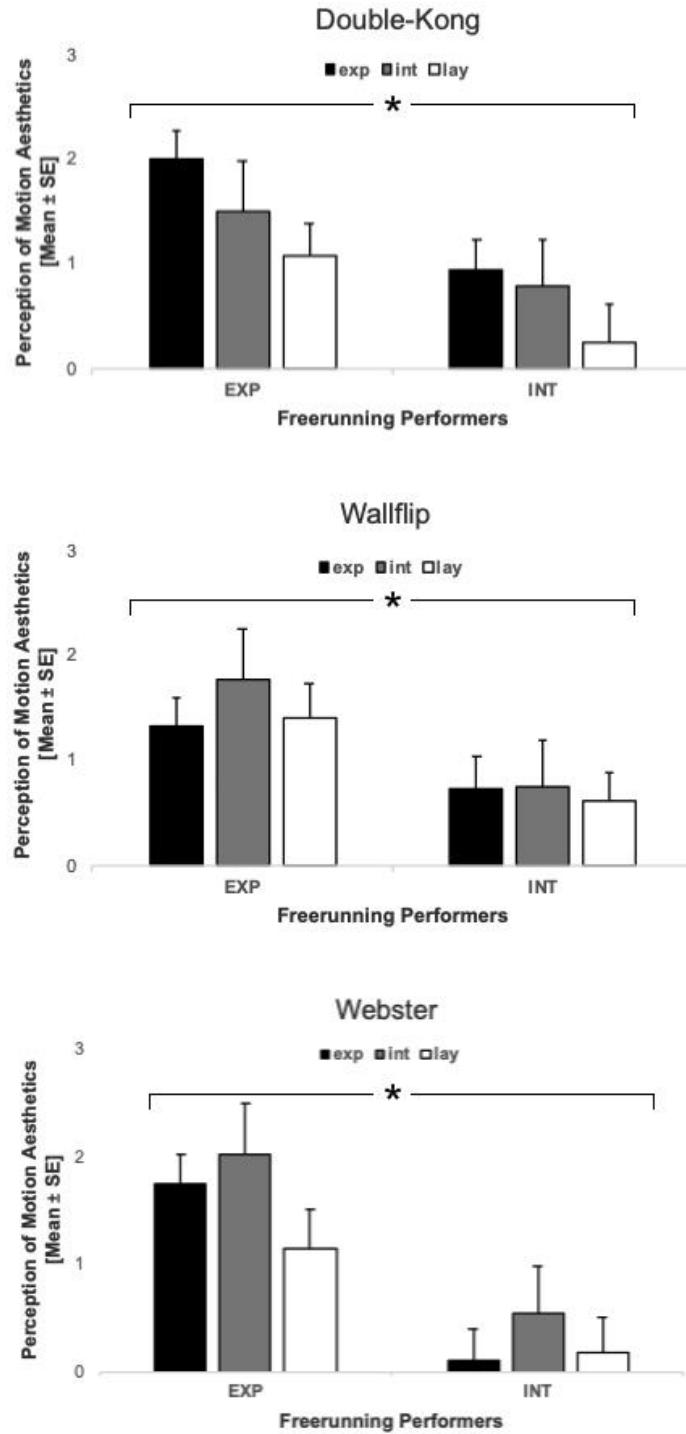 Double-Kong
3
exp int lay
*
2
1
0
Perception of Motion Aesthetics
[Mean ± SE]
EXP INT
Freerunning Performers
Wallflip
3
exp int lay
*
2
1
0
Perception of Motion Aesthetics
[Mean ± SE]
EXP INT
Freerunning Performers
Webster
3
exp int lay
*
2
1
0
Perception of Motion Aesthetics
[Mean ± SE]
EXP INT
Freerunning Performers